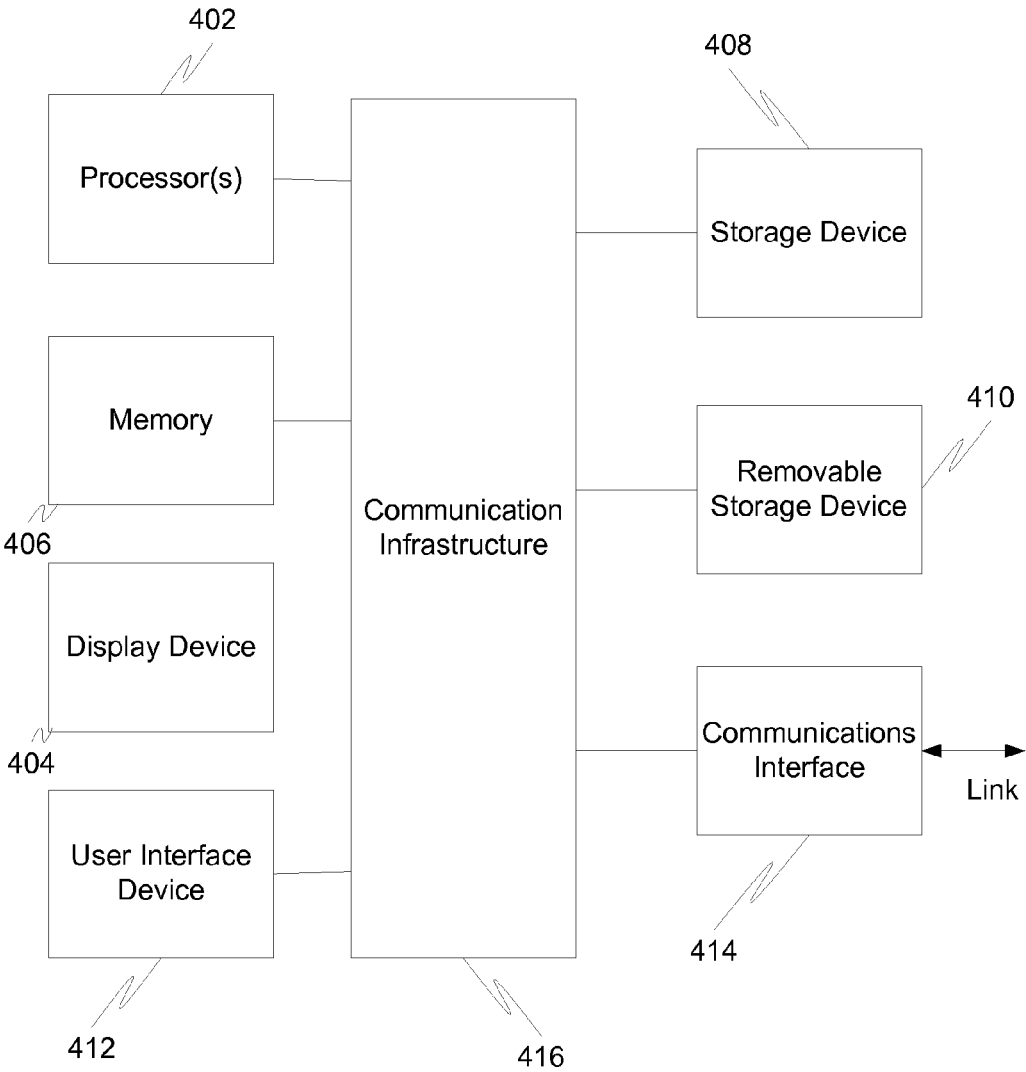 402
408
Processor(s)
Storage Device
410
Memory
Removable
Storage Device
Communication
Infrastructure
406
Display Device
Communications
Interface
404
Link
User Interface
Device
414
412
416